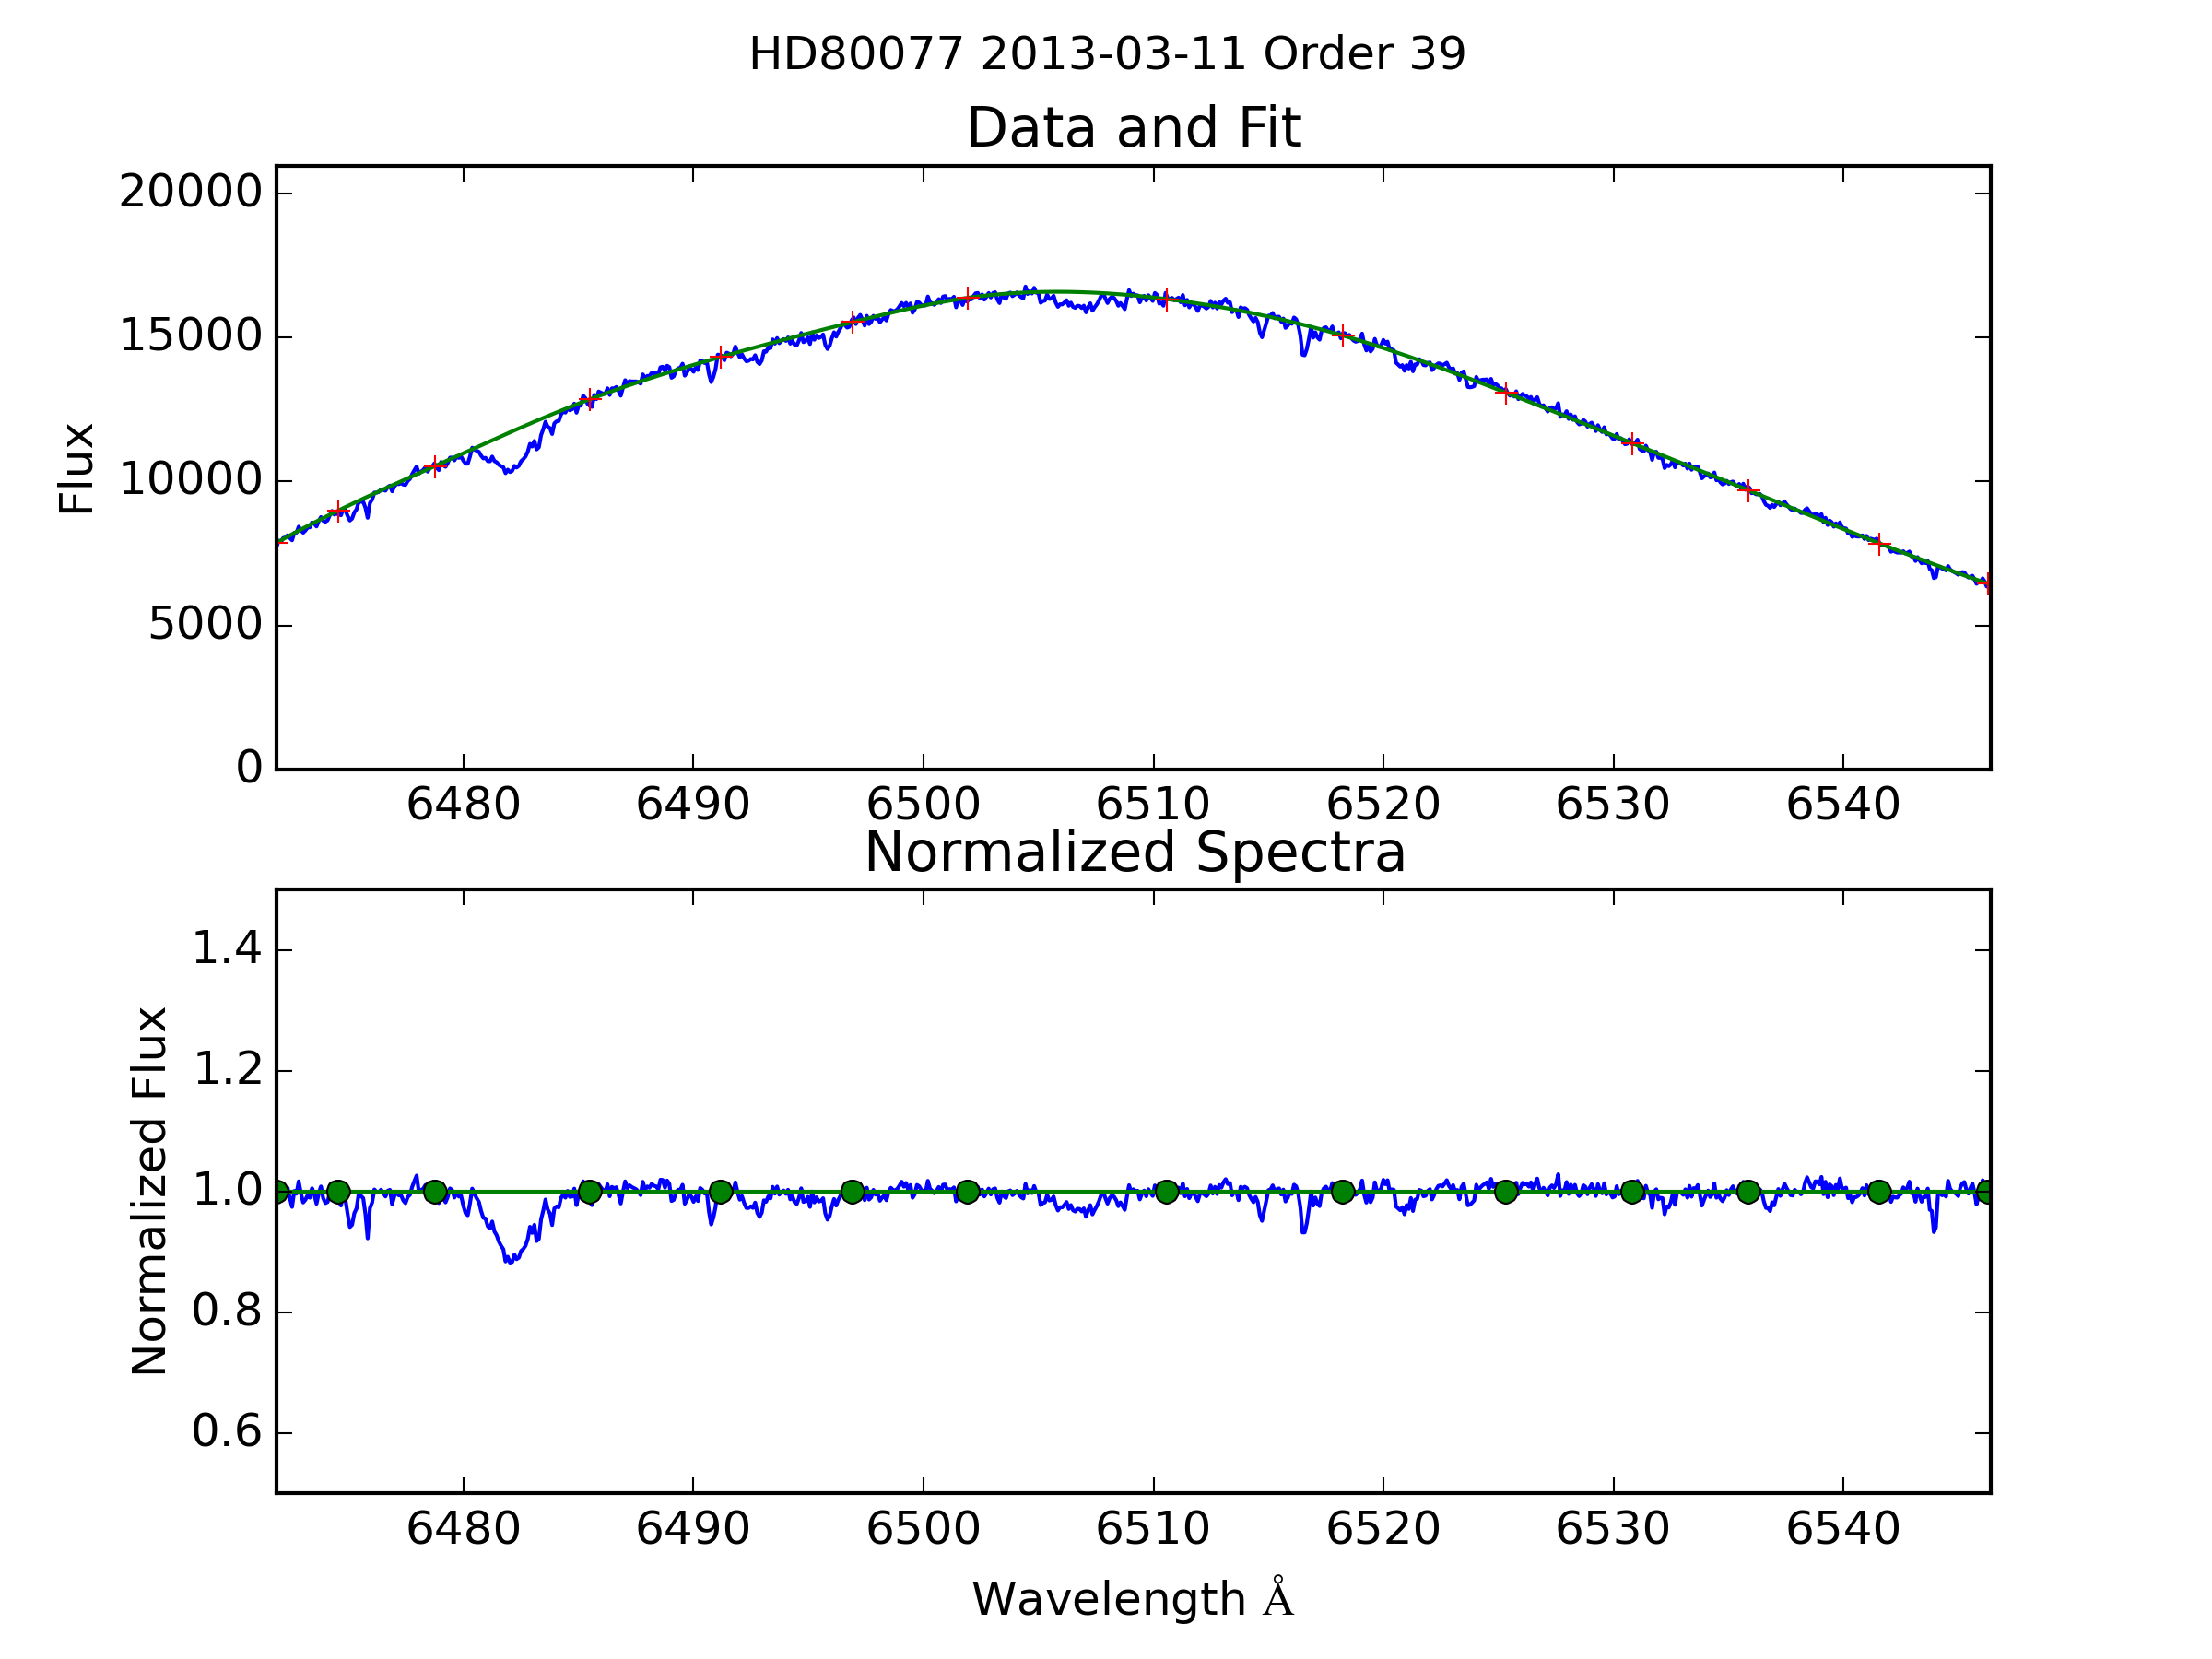 HD80077 2013-03-11 Order 39
Data and Fit
20000
15000
10000
5000
0
Flux
6480 6490 6500 6510 6520 6530 6540
Normalized Spectra
1.4
1.2
1.0
0.8
0.6
Normalized Flux
6480 6490 6500 6510 6520 6530 6540
Wavelength Å